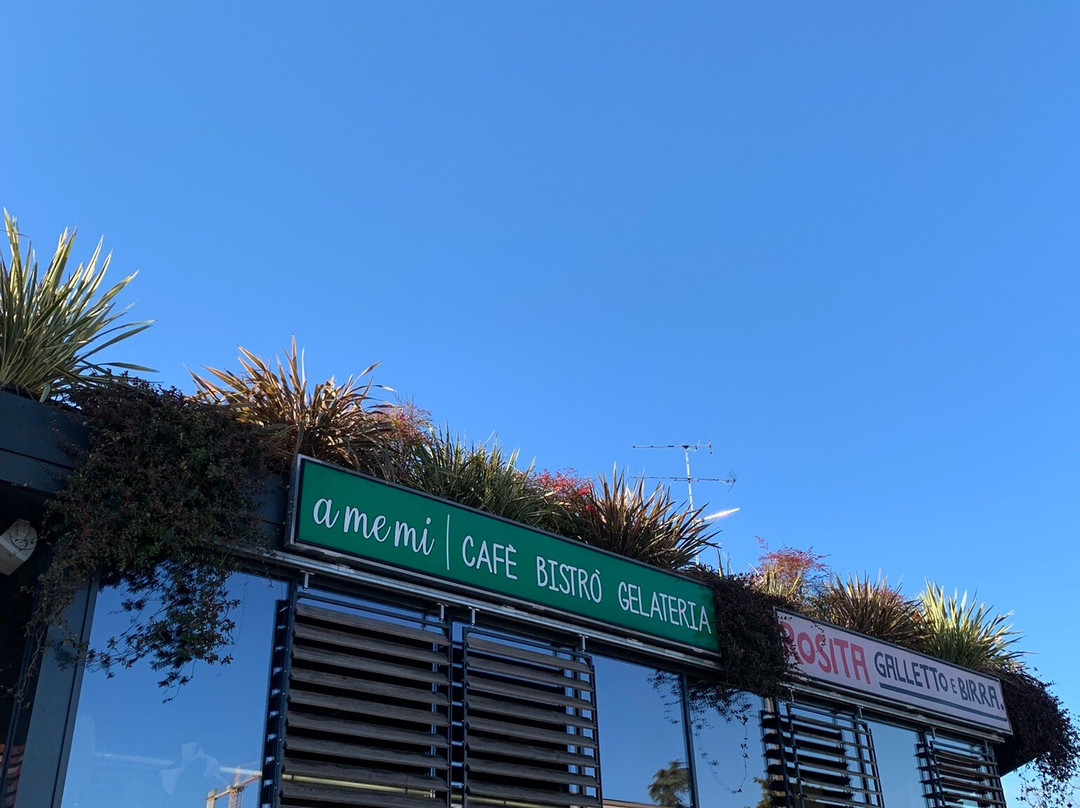 a me mi | CAFÈ BISTRÒ GELATERIA
ROSITA GALLETTO E BIRRA.